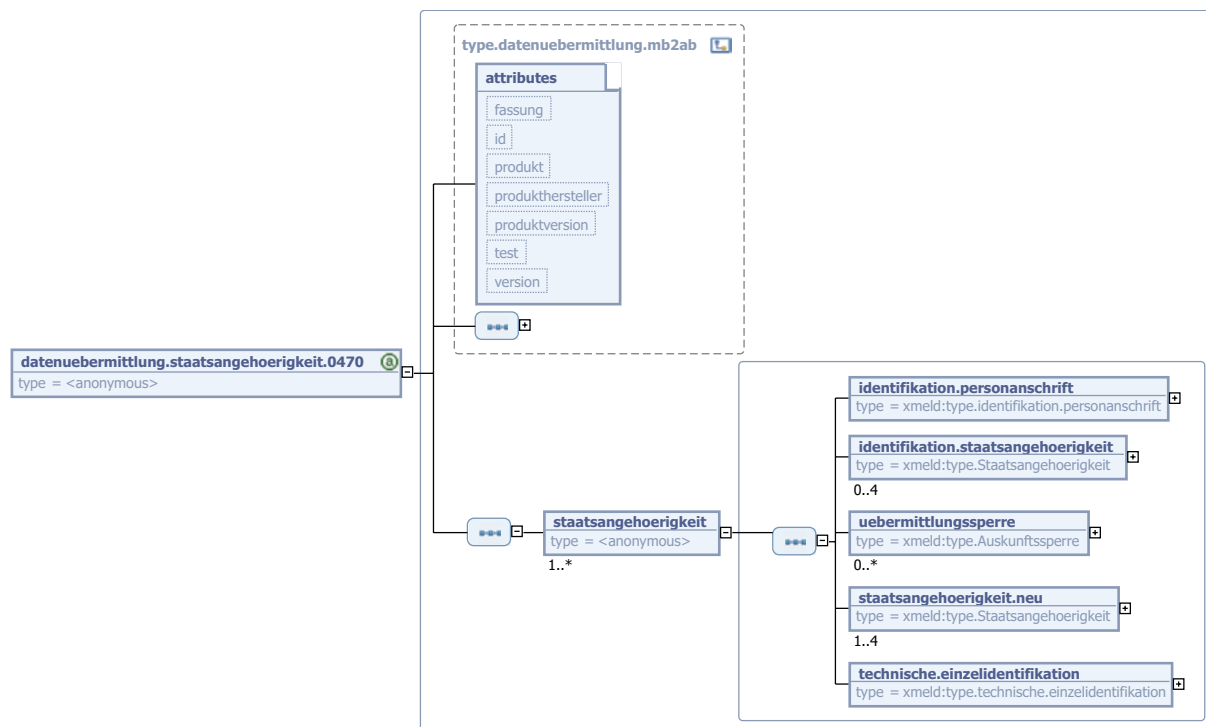 type.datenuebermittlung.mb2ab
attributes
fassung
id
produkt
produkthersteller
produktversion
test
version
datenuebermittlung.staatsangehoerigkeit.0470 a
type = <anonymous>
staatsangehoerigkeit
type = <anonymous>
1..*
identifikation.personanschrift
type = xmeld:type.identifikation.personanschrift
identifikation.staatsangehoerigkeit
type = xmeld:type.Staatsangehoerigkeit
0..4
uebermittlungssperre
type = xmeld:type.Auskunftssperre
0..*
staatsangehoerigkeit.neu
type = xmeld:type.Staatsangehoerigkeit
1..4
technische.einzelidentifikation
type = xmeld:type.technische.einzelidentifikation